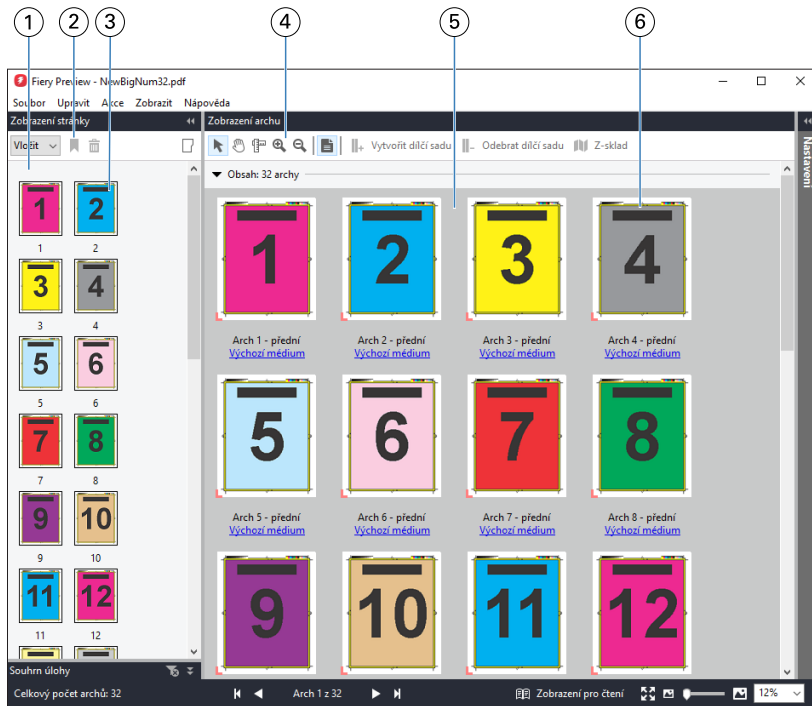 1 2 3 4 5 6
Fiery Preview - NewBigNum32.pdf
Soubor Upravit Akce Zobrazit Nápověda
Zobrazení stránky Zobrazení archu
Vložit Vytvořit dílčí sadu Odebrat dílčí sadu Z-sklad
Nastavení
Obsah: 32 archy
1 2
1 2
3 4
3 4
5 6
5 6
7 8
7 8
9 10
9 10
11 12
11 12
1 2 3 4
Arch 1 - přední Arch 2 - přední Arch 3 - přední Arch 4 - přední
Výchozí médium Výchozí médium Výchozí médium Výchozí médium
5 6 7 8
Arch 5 - přední Arch 6 - přední Arch 7 - přední Arch 8 - přední
Výchozí médium Výchozí médium Výchozí médium Výchozí médium
9 10 11 12
Souhrn úlohy
Celkový počet archů: 32 Arch 1 z 32 Zobrazení pro čtení 12%